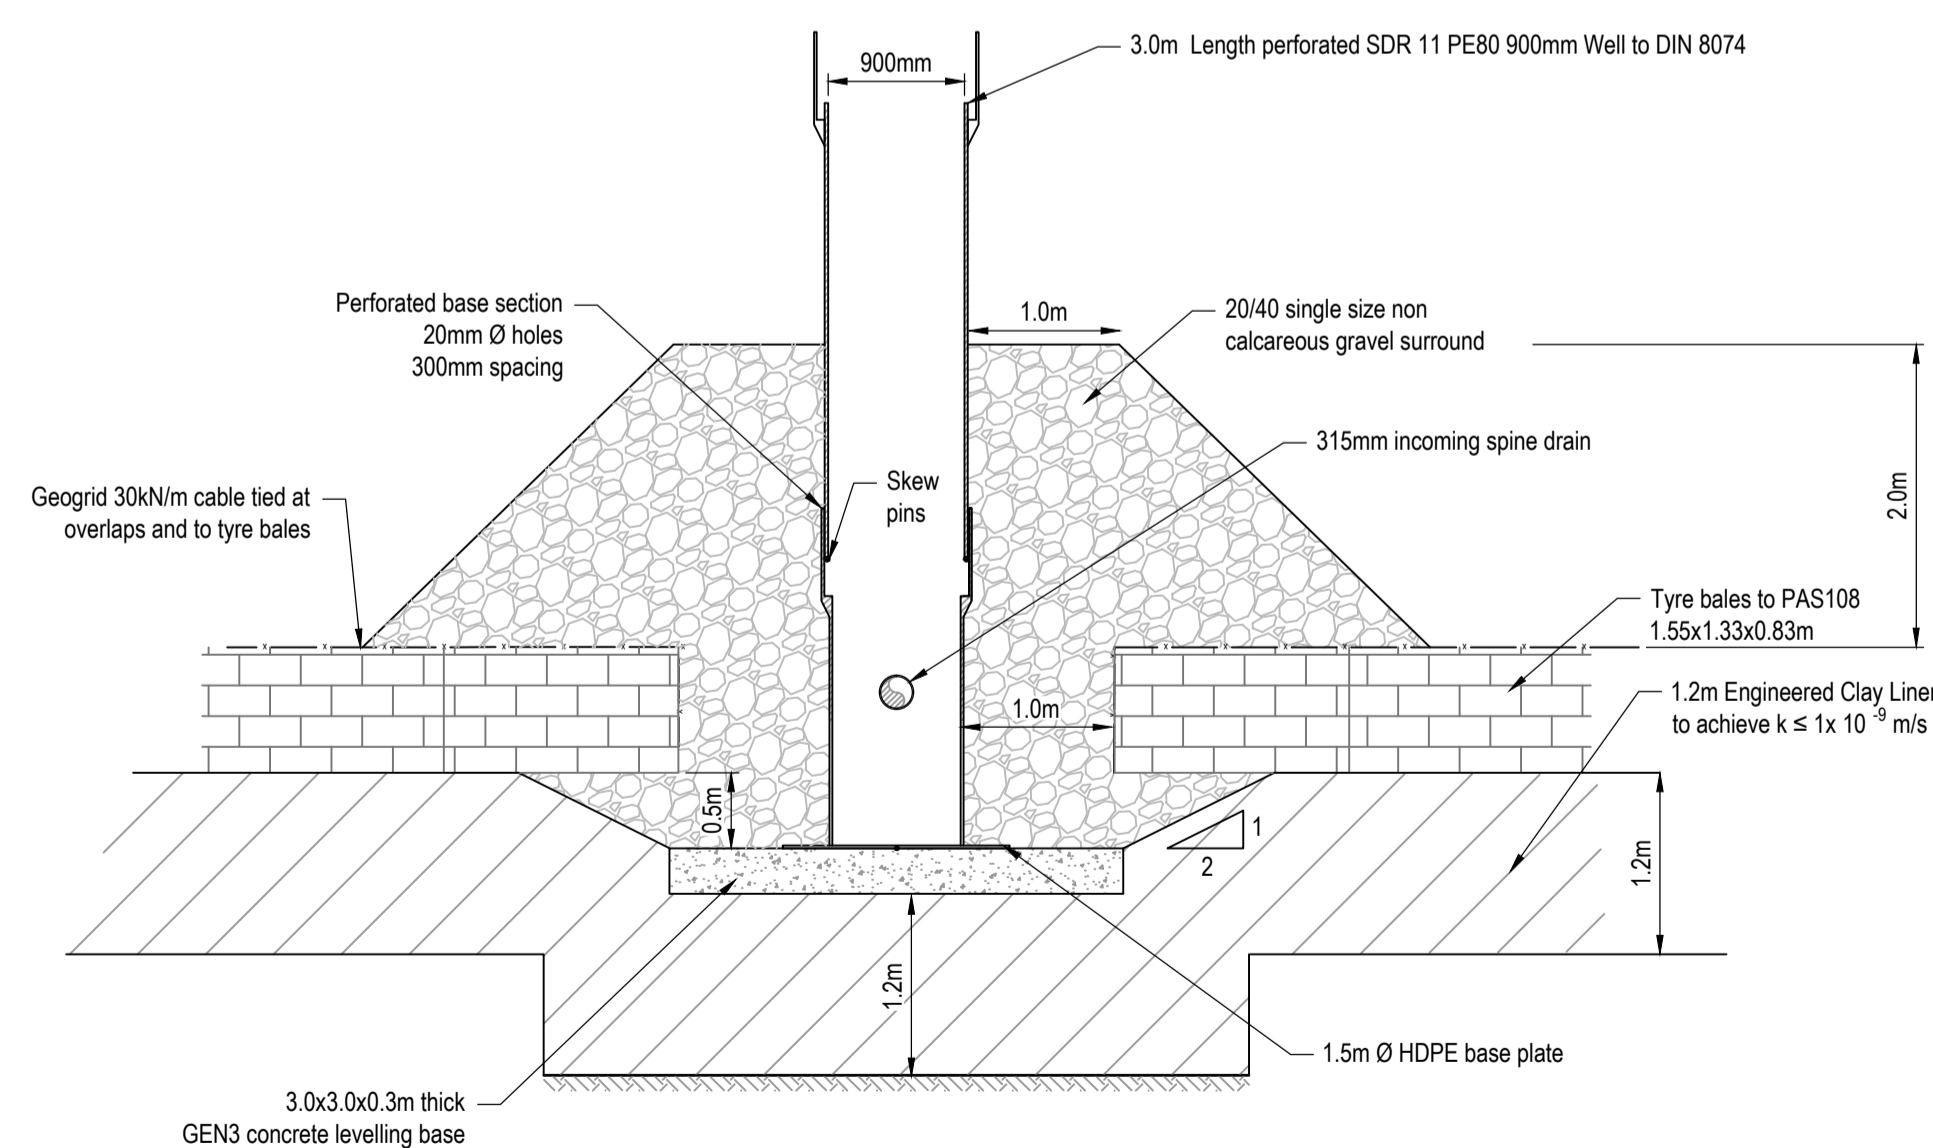 900mm
3.0m Length perforated SDR 11 PE80 900mm Well to DIN 8074
Perforated base section
20mm Ø holes
300mm spacing
1.0m
20/40 single size non
calcareous gravel surround
315mm incoming spine drain
Skew
pins
Geogrid 30kN/m cable tied at
overlaps and to tyre bales
2.0m
Tyre bales to PAS108
1.55x1.33x0.83m
1.0m
1.2m Engineered Clay Liner
to achieve k ≤ 1x 10 -9 m/s
0.5m
1
2
1.2m
1.2m
1.5m Ø HDPE base plate
3.0x3.0x0.3m thick
GEN3 concrete levelling base